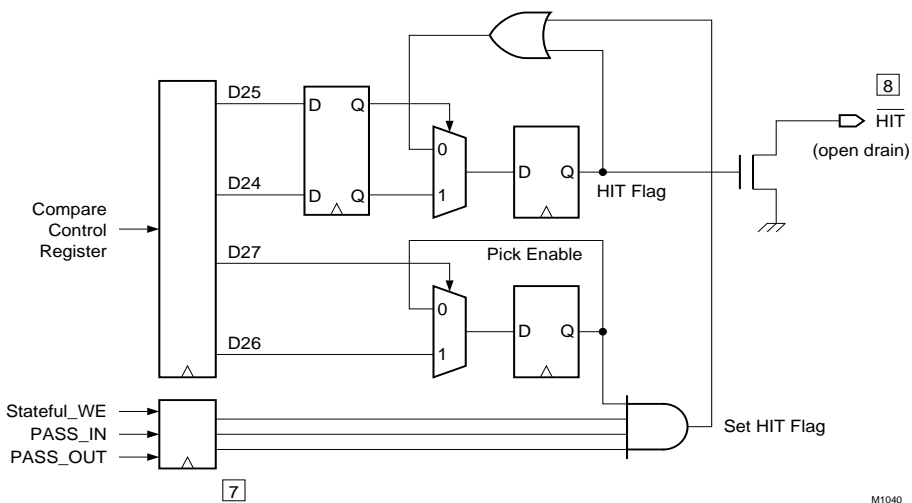 D25
D Q
D24
D Q
0
1
D Q
HIT Flag
8
HIT
(open drain)
Compare
Control
Register
D27
Pick Enable
0
1
D Q
D26
Stateful_WE
PASS_IN
PASS_OUT
Set HIT Flag
7
M1040